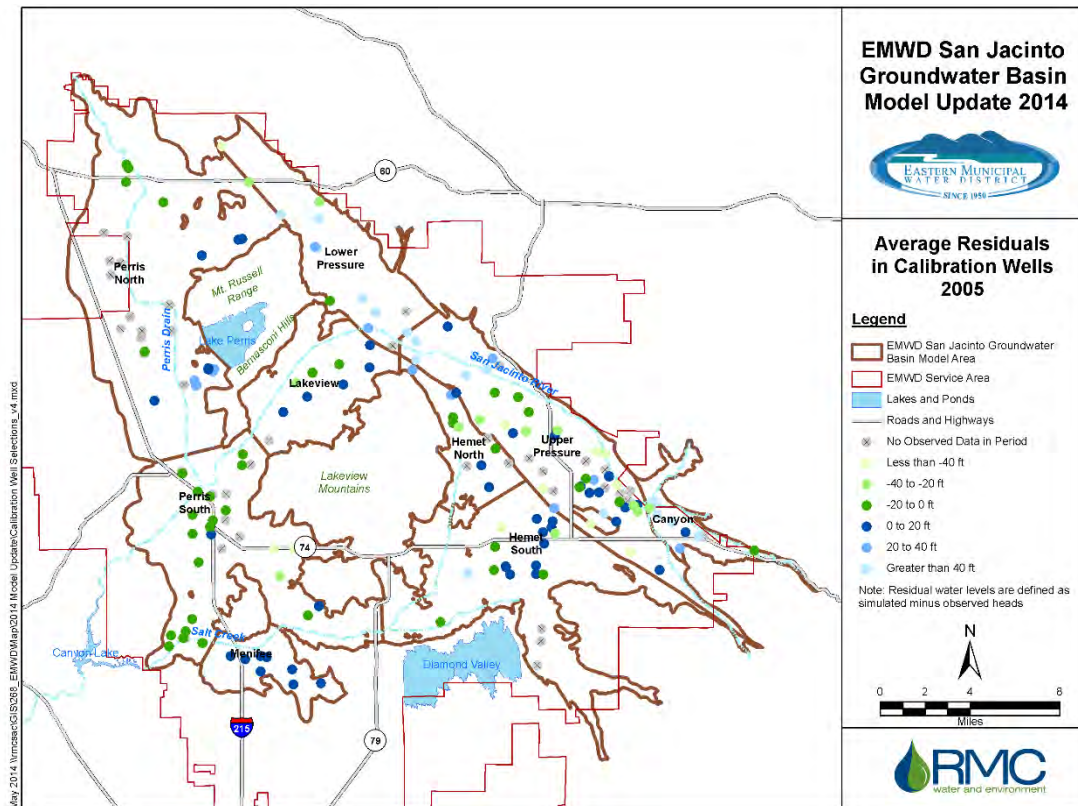 EMWD San Jacinto
Groundwater Basin
Model Update 2014
EASTERN MUNICIPAL
WATER DISTRICT
SINCE 1950
Average Residuals
in Calibration Wells
2005
Legend
EMWD San Jacinto Groundwater
Basin Model Area
EMWD Service Area
Lakes and Ponds
Roads and Highways
No Observed Data in Period
Less than -40 ft
-40 to -20 ft
-20 to 0 ft
0 to 20 ft
20 to 40 ft
Greater than 40 ft
Note: Residual water levels are defined as
simulated minus observed heads
N
0 2 4 8
Miles
RMC
water and environment
60
Lower
Pressure
Perris
North
Mt. Russell
Range
Lake Perris
Bernasconi Hills
Perris Drain
San Jacinto River
Lakeview
Hemet
North
Upper
Pressure
Lakeview
Mountains
Perris
South
Canyon
74
Hemet
South
Salt Creek
Canyon Lake
Menifee
Diamond Valley
215
79